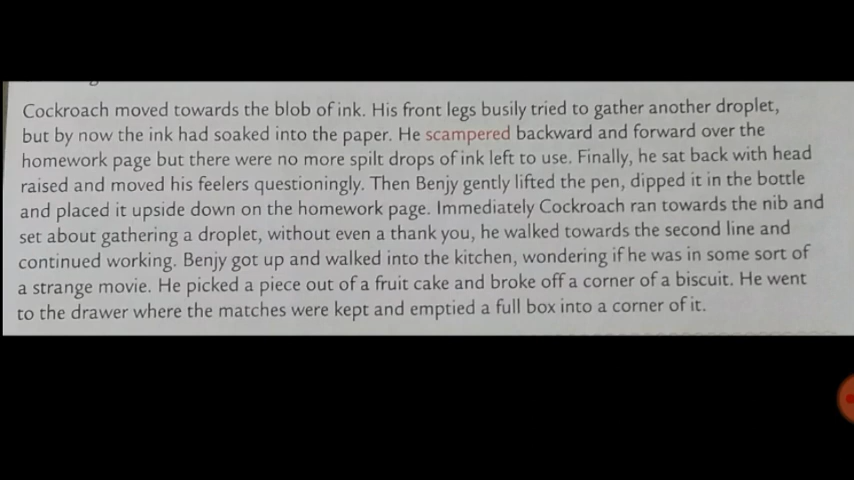 Cockroach moved towards the blob of ink. His front legs busily tried to gather another droplet,
but by now the ink had soaked into the paper. He scampered backward and forward over the
homework page but there were no more spilt drops of ink left to use. Finally, he sat back with head
raised and moved his feelers questioningly. Then Benjy gently lifted the pen, dipped it in the bottle
and placed it upside down on the homework page. Immediately Cockroach ran towards the nib and
set about gathering a droplet, without even a thank you, he walked towards the second line and
continued working. Benjy got up and walked into the kitchen, wondering if he was in some sort of
a strange movie. He picked a piece out of a fruit cake and broke off a corner of a biscuit. He went
to the drawer where the matches were kept and emptied a full box into a corner of it.